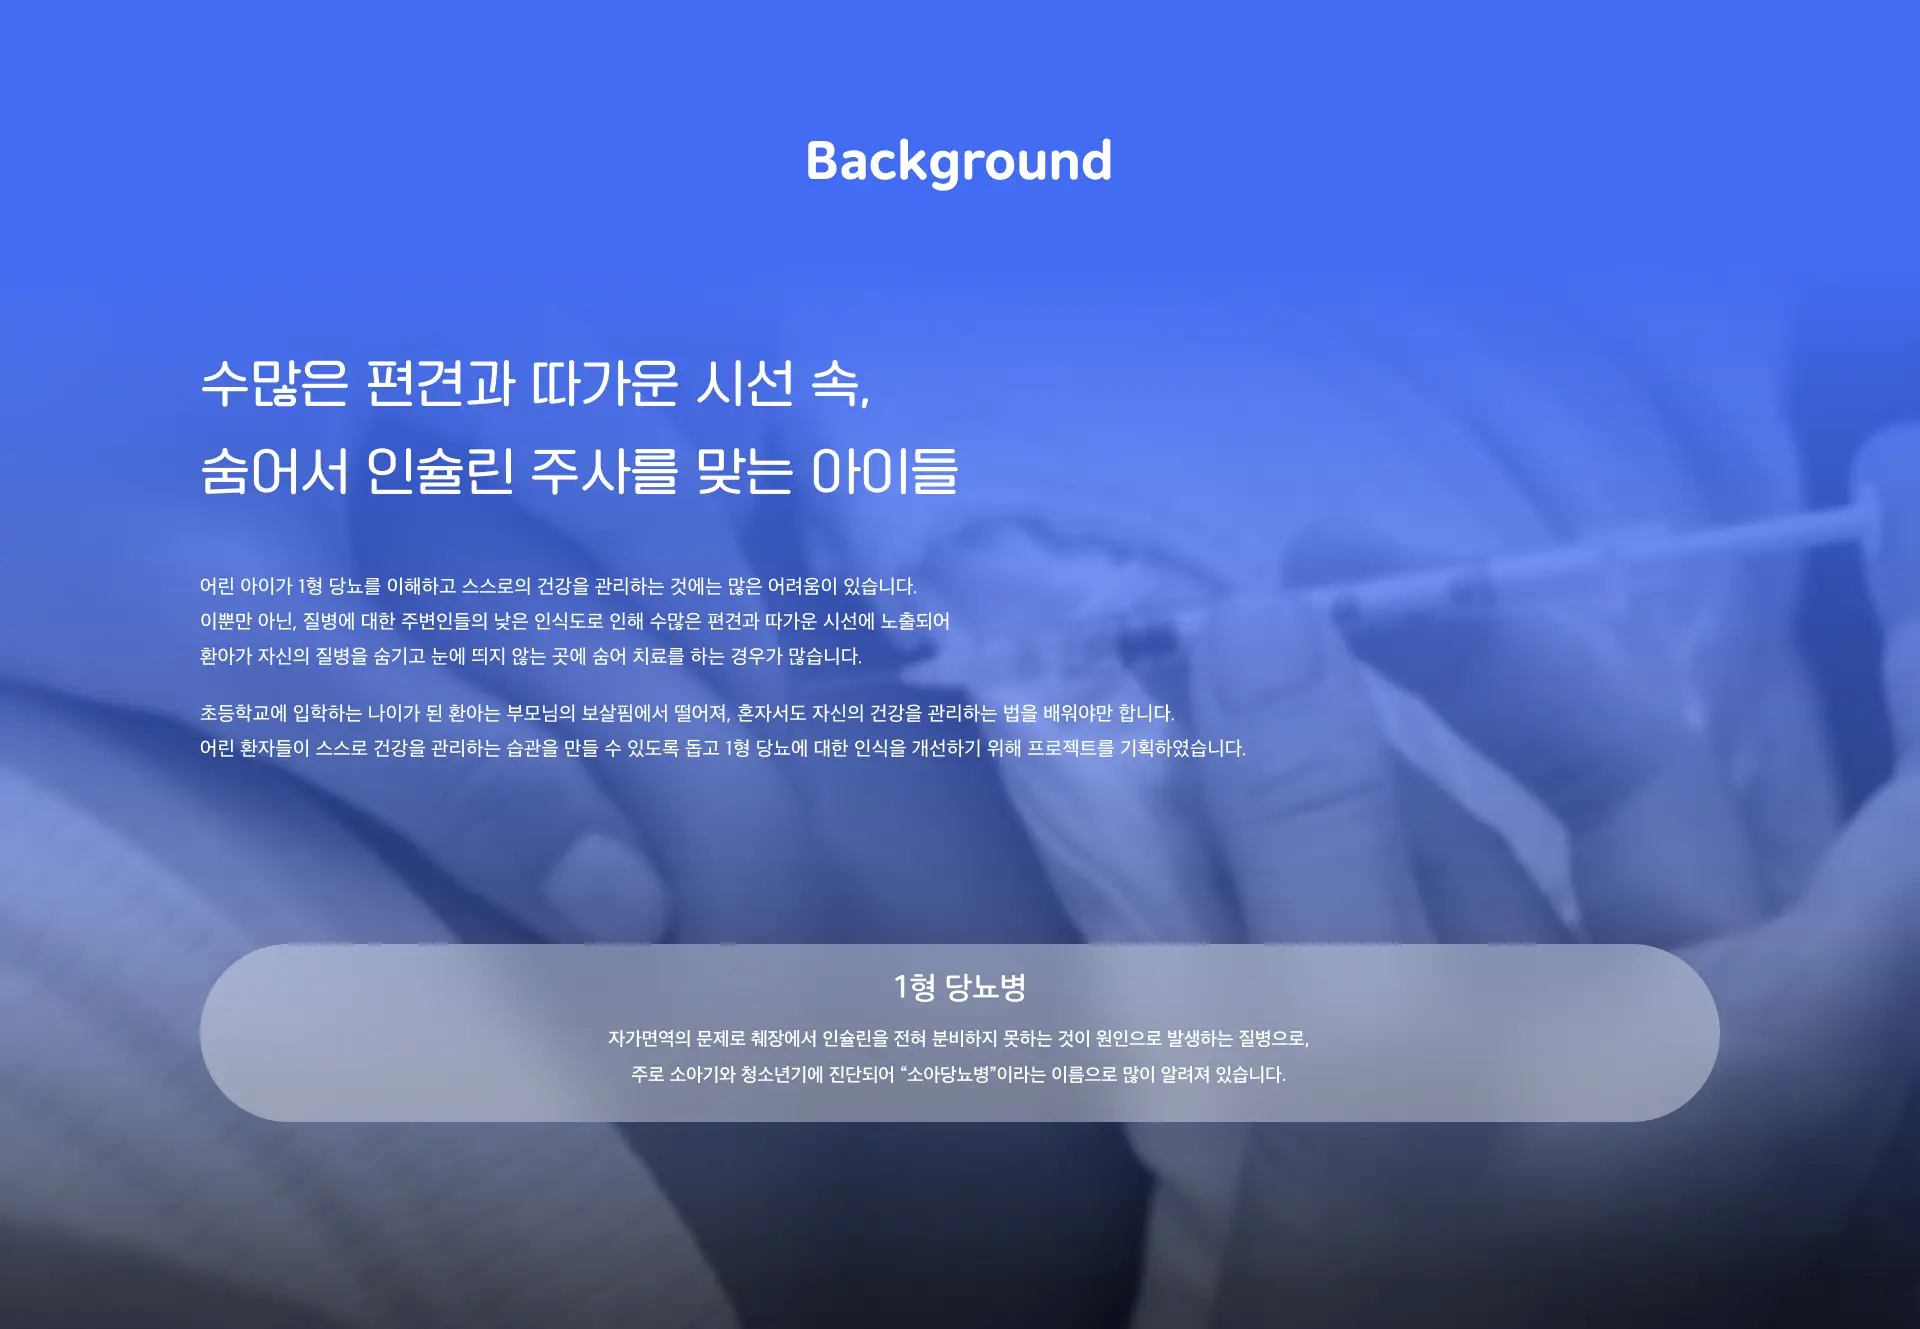 Background
수많은 편견과 따가운 시선 속,
숨어서 인슐린 주사를 맞는 아이들
어린 아이가 1형 당뇨를 이해하고 스스로의 건강을 관리하는 것에는 많은 어려움이 있습니다.
이뿐만 아닌, 질병에 대한 주변인들의 낮은 인식도로 인해 수많은 편견과 따가운 시선에 노출되어
환아가 자신의 질병을 숨기고 눈에 띄지 않는 곳에 숨어 치료를 하는 경우가 많습니다.
초등학교에 입학하는 나이가 된 환아는 부모님의 보살핌에서 떨어져, 혼자서도 자신의 건강을 관리하는 법을 배워야만 합니다.
어린 환자들이 스스로 건강을 관리하는 습관을 만들 수 있도록 돕고 1형 당뇨에 대한 인식을 개선하기 위해 프로젝트를 기획하였습니다.
1형 당뇨병
자가면역의 문제로 췌장에서 인슐린을 전혀 분비하지 못하는 것이 원인으로 발생하는 질병으로,
주로 소아기와 청소년기에 진단되어 “소아당뇨병”이라는 이름으로 많이 알려져 있습니다.